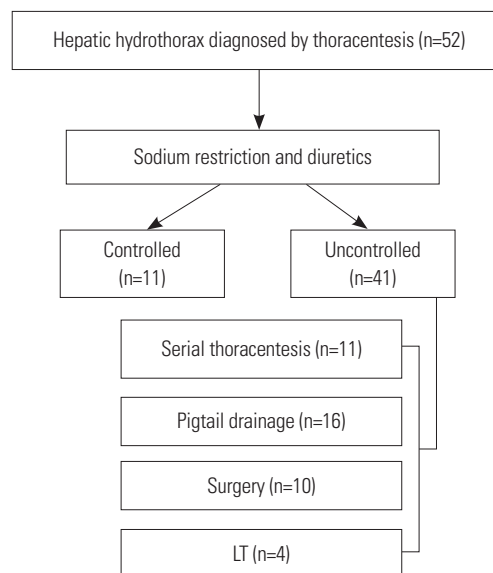 Hepatic hydrothorax diagnosed by thoracentesis (n=52)
Sodium restriction and diuretics
Controlled
(n=11)
Uncontrolled
(n=41)
Serial thoracentesis (n=11)
Pigtail drainage (n=16)
Surgery (n=10)
LT (n=4)